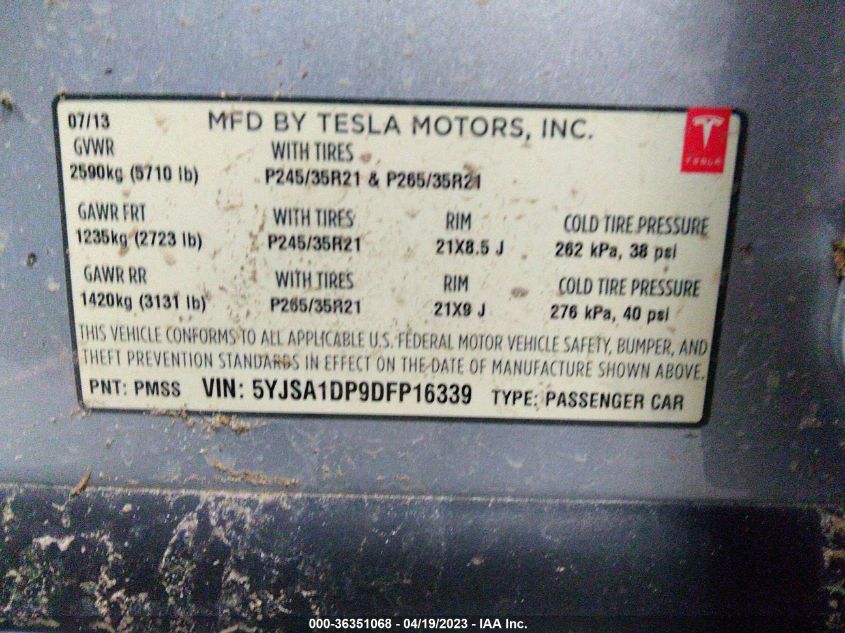 07/13 MFD BY TESLA MOTORS, INC.
TESLA
GVWR WITH TIRES
2590kg (5710 lb) P245/35R21 & P265/35R21
GAWR FRT WITH TIRES RIM COLD TIRE PRESSURE
1235kg (2723 lb) P245/35R21 21X8.5 J 262 kPa, 38 psi
GAWR RR WITH TIRES RIM COLD TIRE PRESSURE
1420kg (3131 lb) P265/35R21 21X9 J 276 kPa, 40 psi
THIS VEHICLE CONFORMS TO ALL APPLICABLE U.S. FEDERAL MOTOR VEHICLE SAFETY, BUMPER, AND
THEFT PREVENTION STANDARDS IN EFFECT ON THE DATE OF MANUFACTURE SHOWN ABOVE.
PNT: PMSS VIN: 5YJSA1DP9DFP16339 TYPE: PASSENGER CAR
000-36351068 - 04/19/2023 - IAA Inc.